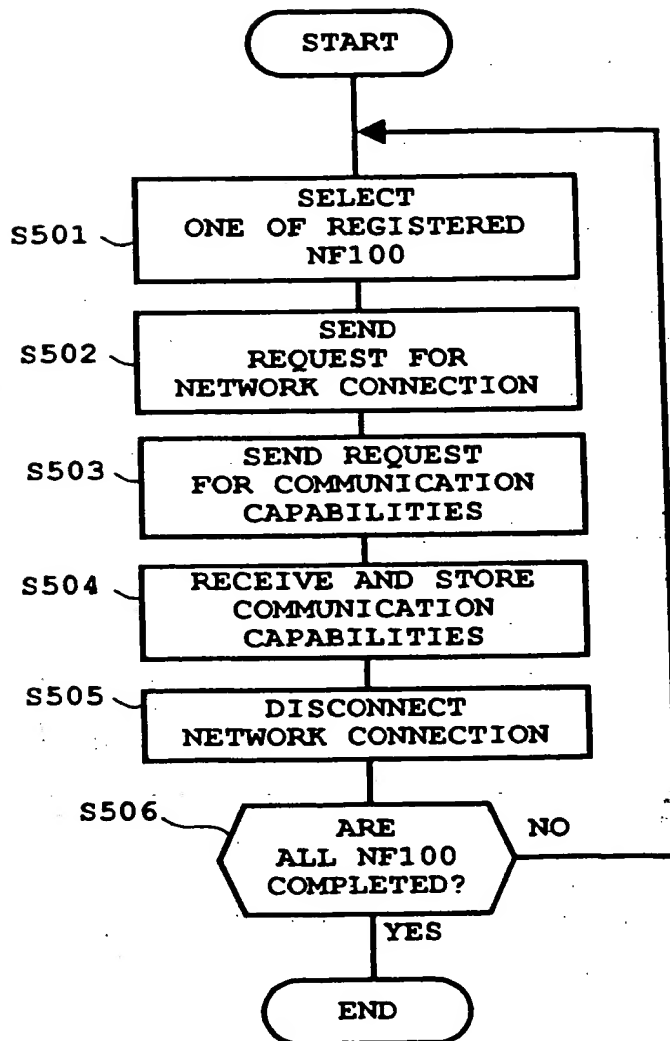 START
S501
SELECT
ONE OF REGISTERED
NF100
S502
SEND
REQUEST FOR
NETWORK CONNECTION
S503
SEND REQUEST
FOR COMMUNICATION
CAPABILITIES
S504
RECEIVE AND STORE
COMMUNICATION
CAPABILITIES
S505
DISCONNECT
NETWORK CONNECTION
S506
ARE
ALL NF100
COMPLETED?
NO
YES
END